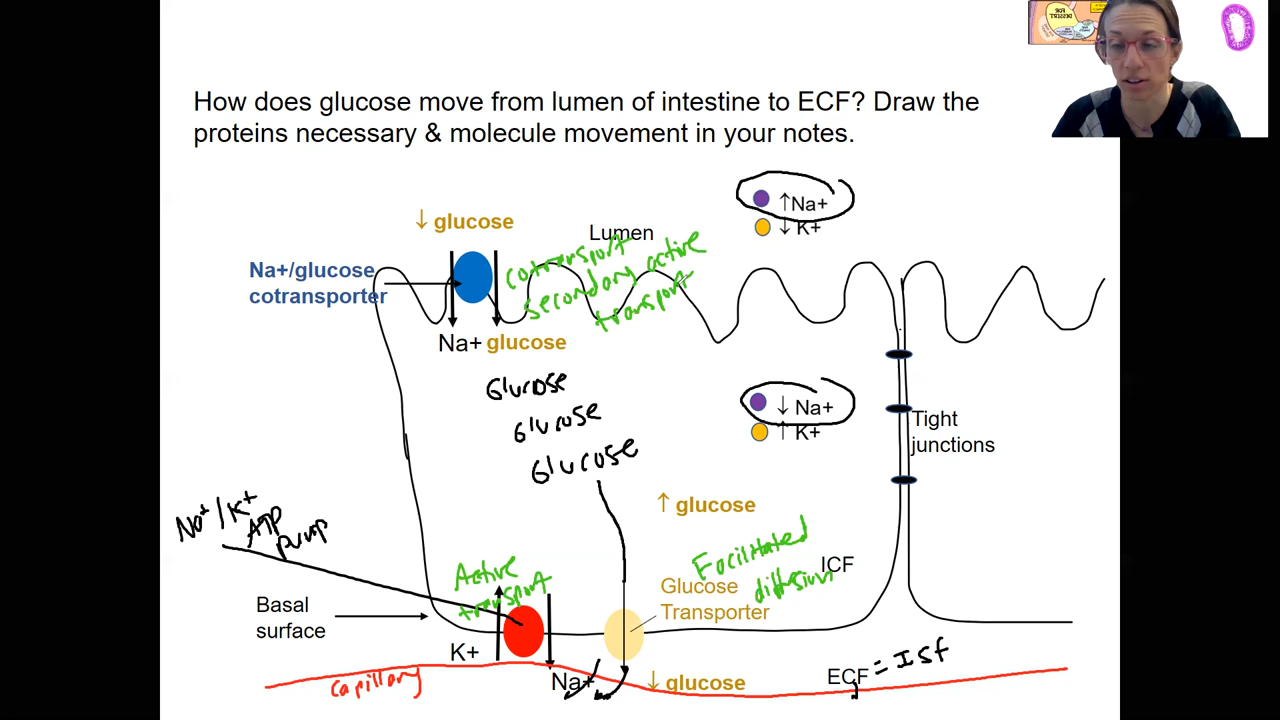 How does glucose move from lumen of intestine to ECF? Draw the
proteins necessary & molecule movement in your notes.
↑Na+
↓ K+
↓ glucose
Lumen
Na+/glucose
cotransporter
cotransport
secondary active
transport
Na+ glucose
Glucose
Glucose
Glucose
↓ Na+
↑ K+
Tight
junctions
↑ glucose
Na+/K+
ATP
pump
Facilitated
diffusion
ICF
Active
transport
Glucose
Transporter
Basal
surface
K+
Na+
↓ glucose
ECF = ISF
capillary
FOR
DESSERT